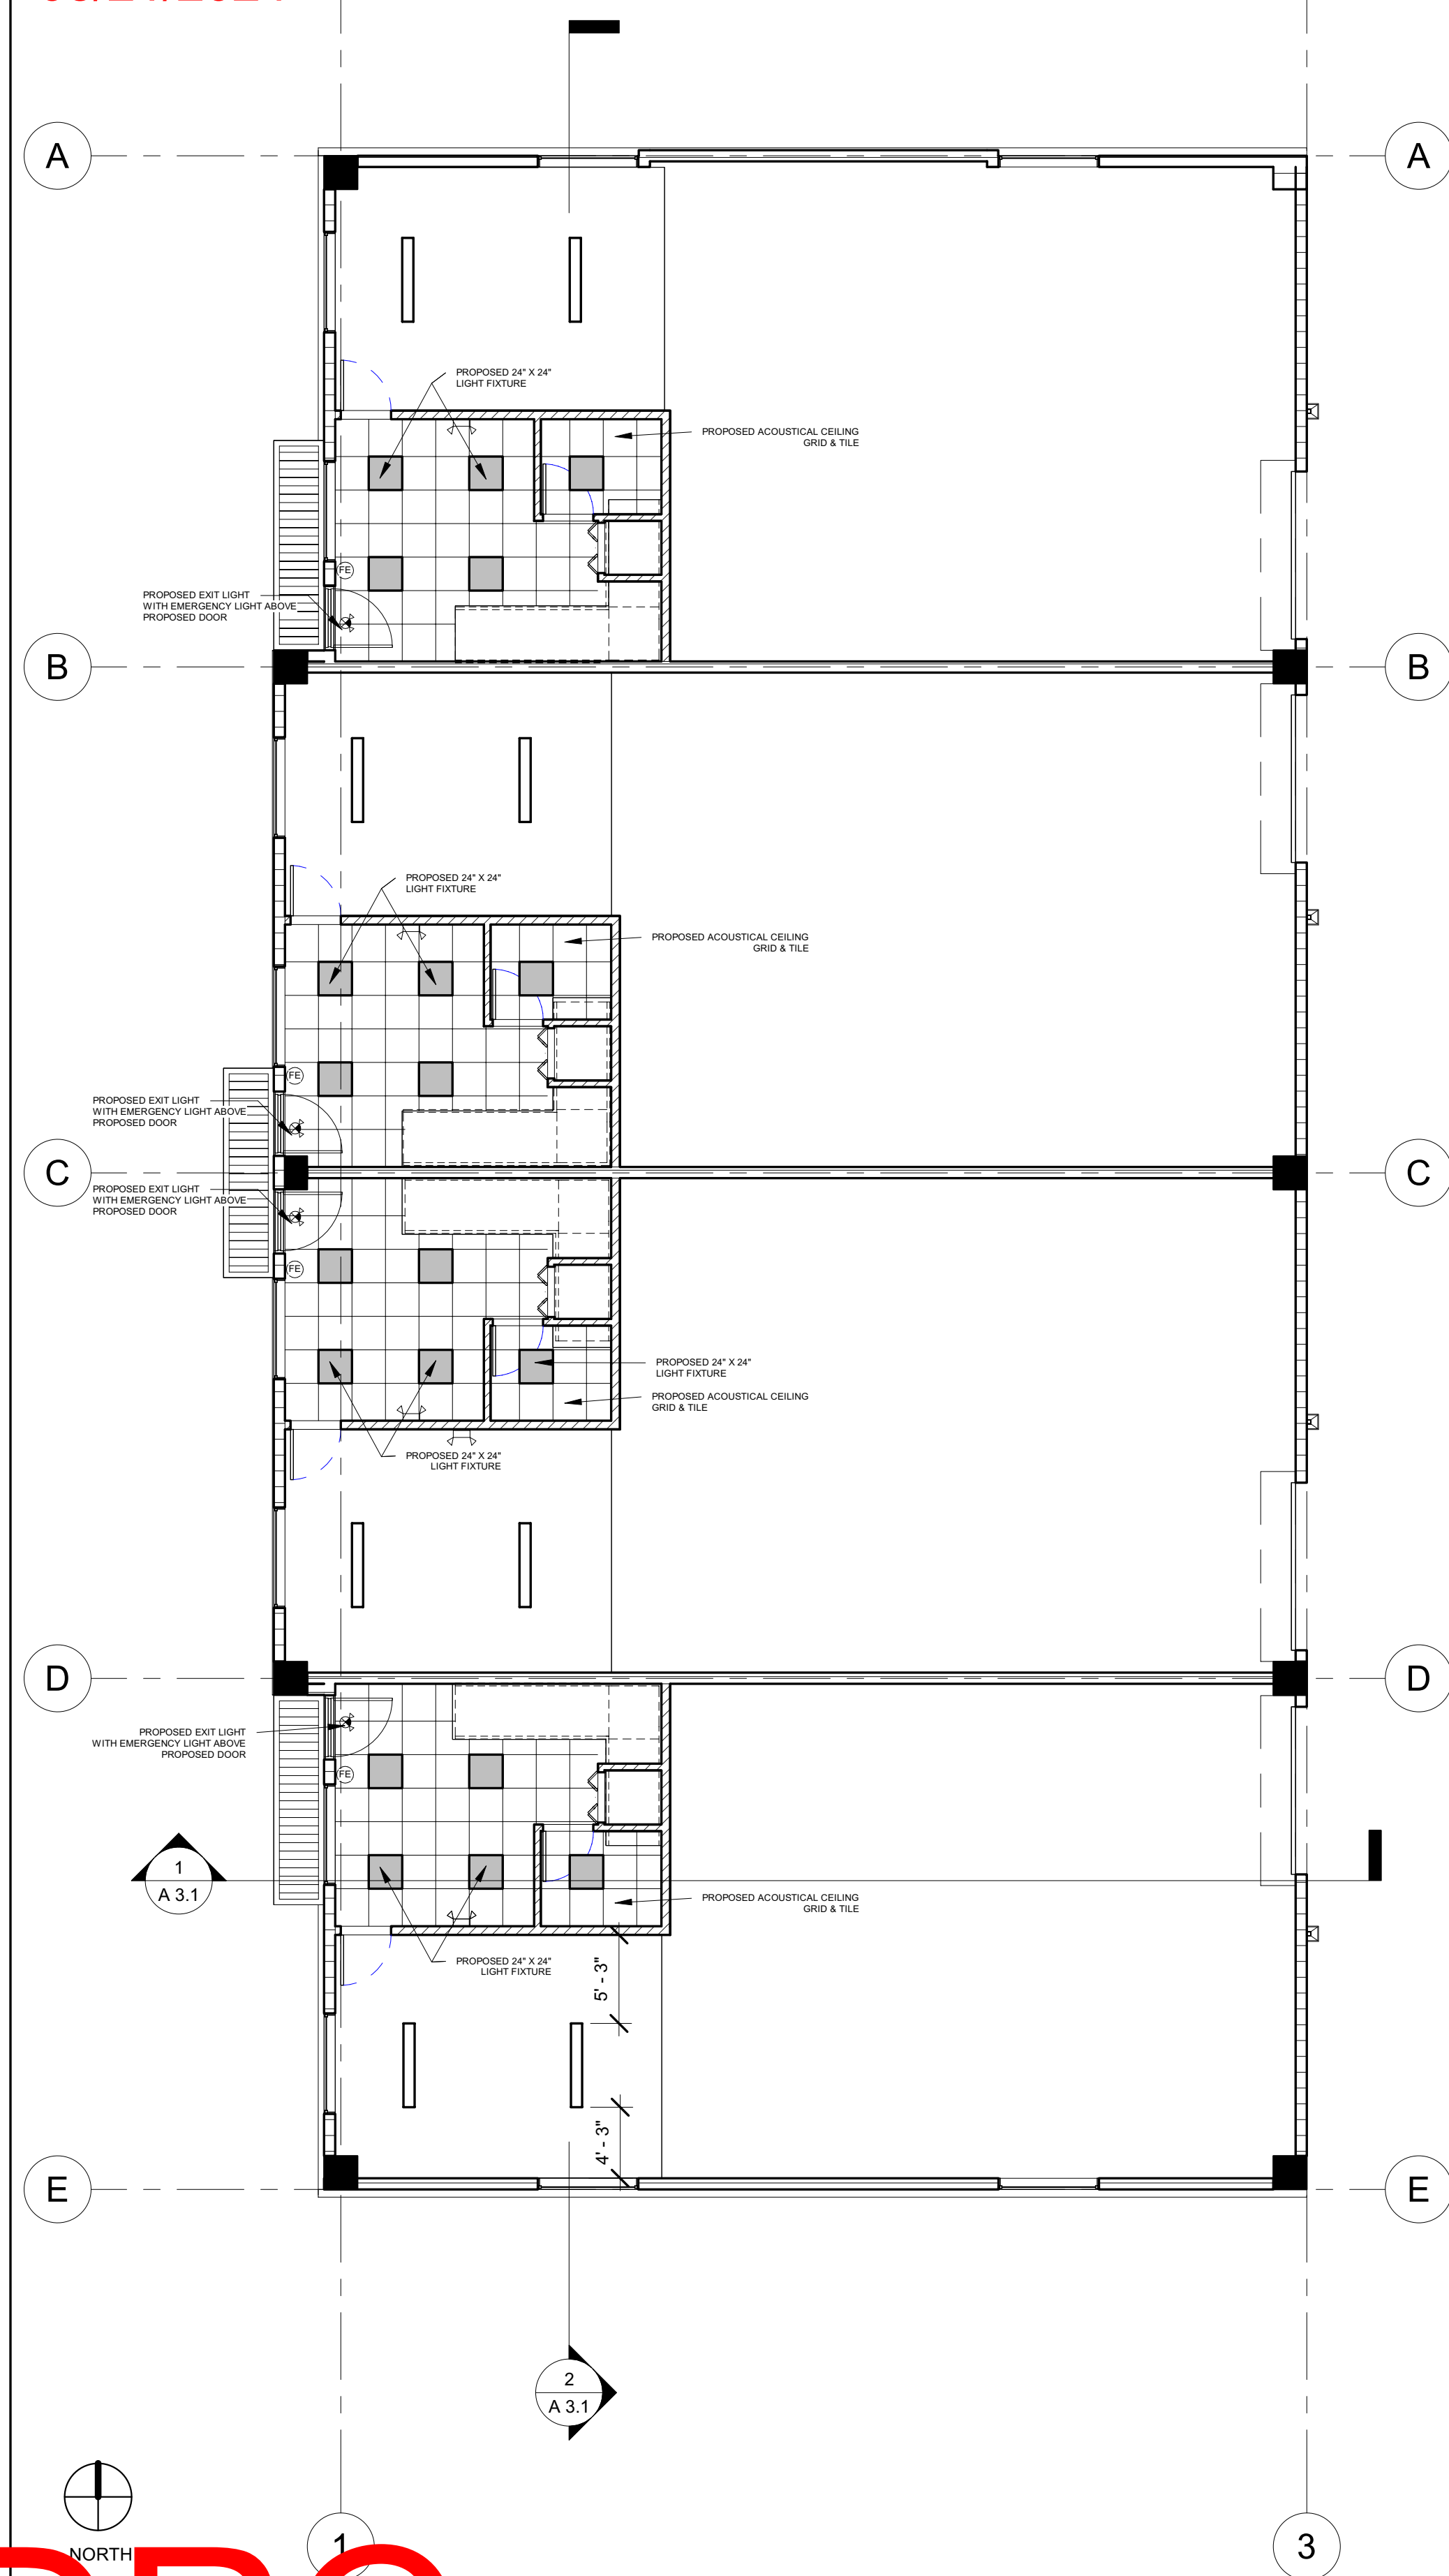 A
A
PROPOSED 24" X 24"
LIGHT FIXTURE
PROPOSED ACOUSTICAL CEILING
GRID & TILE
FE
PROPOSED EXIT LIGHT
WITH EMERGENCY LIGHT ABOVE
PROPOSED DOOR
B
B
PROPOSED 24" X 24"
LIGHT FIXTURE
PROPOSED ACOUSTICAL CEILING
GRID & TILE
FE
PROPOSED EXIT LIGHT
WITH EMERGENCY LIGHT ABOVE
PROPOSED DOOR
C
C
PROPOSED EXIT LIGHT
WITH EMERGENCY LIGHT ABOVE
PROPOSED DOOR
FE
PROPOSED 24" X 24"
LIGHT FIXTURE
PROPOSED ACOUSTICAL CEILING
GRID & TILE
PROPOSED 24" X 24"
LIGHT FIXTURE
D
D
PROPOSED EXIT LIGHT
WITH EMERGENCY LIGHT ABOVE
PROPOSED DOOR
FE
1
A 3.1
PROPOSED ACOUSTICAL CEILING
GRID & TILE
PROPOSED 24" X 24"
LIGHT FIXTURE
5' - 3"
4' - 3"
E
E
2
A 3.1
NORTH
1
3